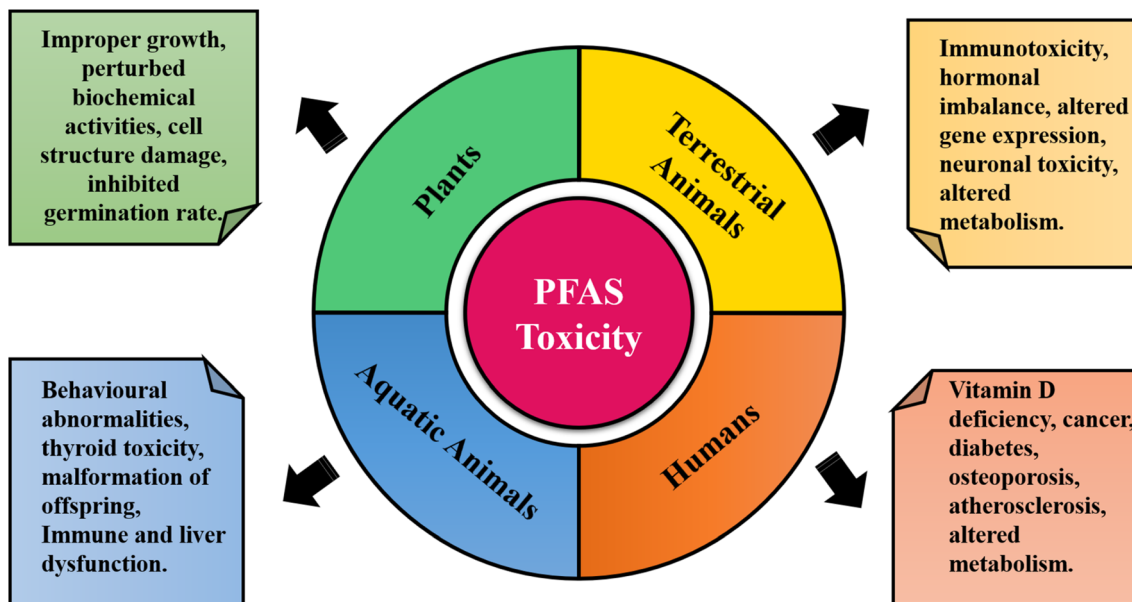 Improper growth,
perturbed
biochemical
activities, cell
structure damage,
inhibited
germination rate.
Plants
Terrestrial
Animals
Immunotoxicity,
hormonal
imbalance, altered
gene expression,
neuronal toxicity,
altered
metabolism.
PFAS
Toxicity
Behavioural
abnormalities,
thyroid toxicity,
malformation of
offspring,
Immune and liver
dysfunction.
Aquatic Animals
Humans
Vitamin D
deficiency, cancer,
diabetes,
osteoporosis,
atherosclerosis,
altered
metabolism.